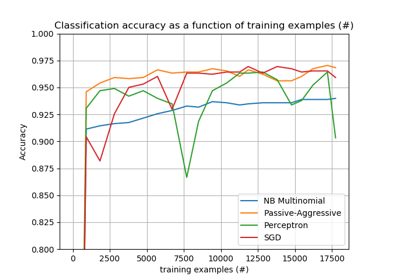 Classification accuracy as a function of training examples (#)
1.000
0.975
0.950
0.925
0.900
0.875
0.850
0.825
0.800
Accuracy
NB Multinomial
Passive-Aggressive
Perceptron
SGD
0 2500 5000 7500 10000 12500 15000 17500
training examples (#)